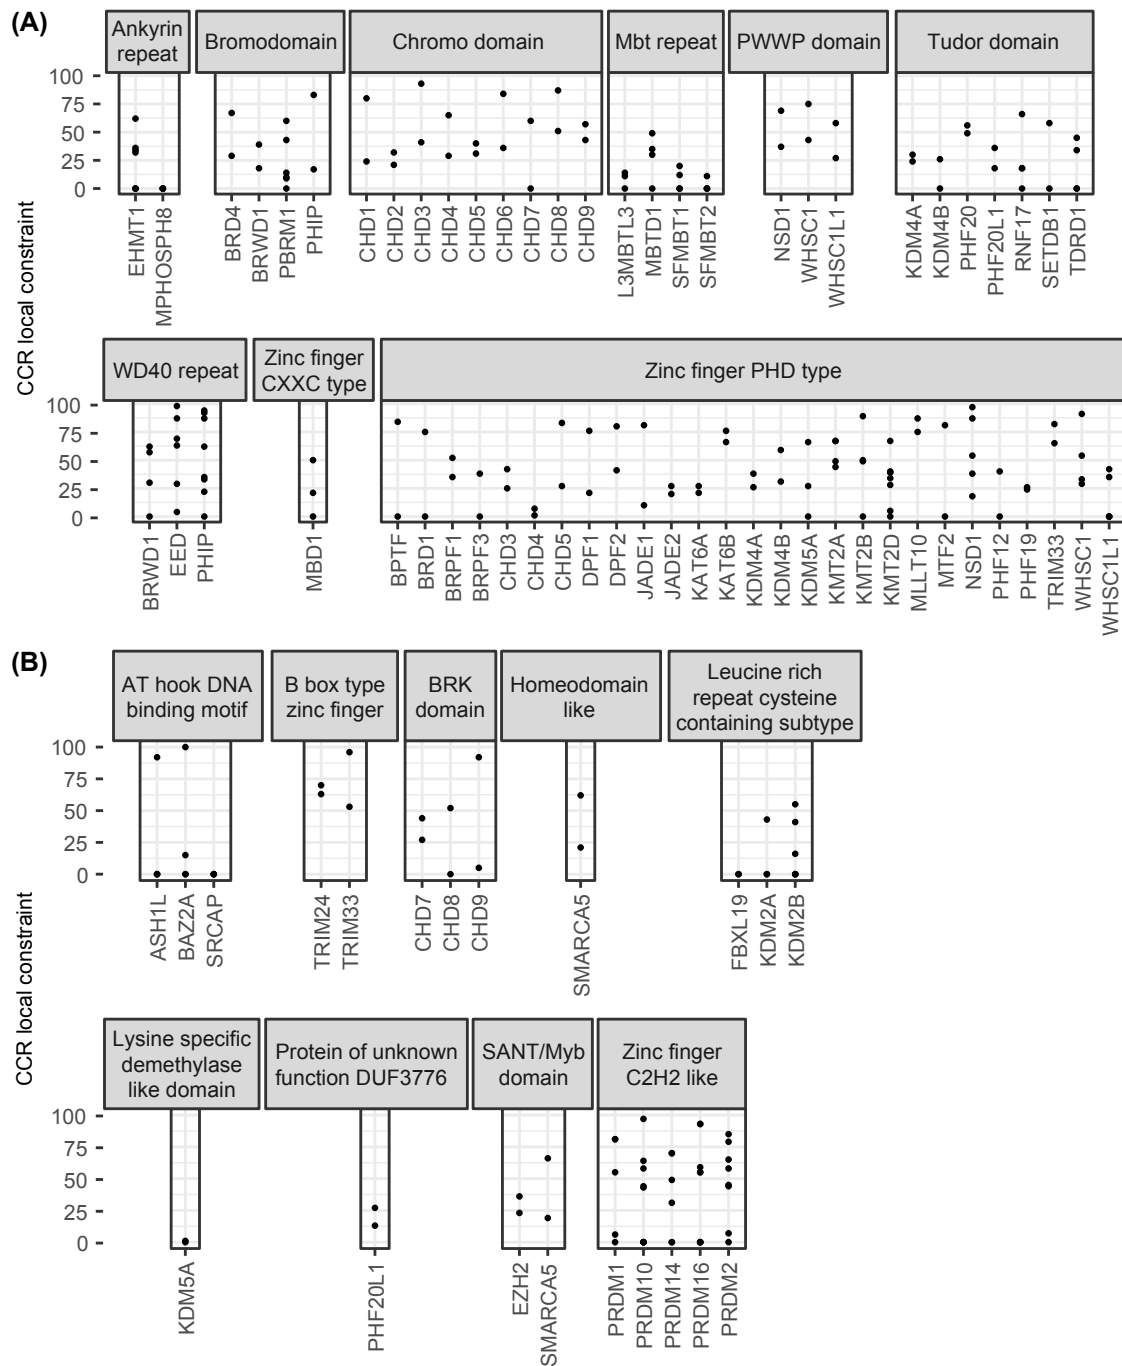 (A)
Ankyrin
repeat
Bromodomain
Chromo domain
Mbt repeat
PWWP domain
Tudor domain
CCR local constraint
100
75
50
25
0
EHMT1
MPHOSPH8
BRD4
BRWD1
PBRM1
PHIP
CHD1
CHD2
CHD3
CHD4
CHD5
CHD6
CHD7
CHD8
CHD9
L3MBTL3
MBTD1
SFMBT1
SFMBT2
NSD1
WHSC1
WHSC1L1
KDM4A
KDM4B
PHF20
PHF20L1
RNF17
SETDB1
TDRD1
WD40 repeat
Zinc finger
CXXC type
Zinc finger PHD type
100
75
50
25
0
BRWD1
EED
PHIP
MBD1
BPTF
BRD1
BRPF1
BRPF3
CHD3
CHD4
CHD5
DPF1
DPF2
JADE1
JADE2
KAT6A
KAT6B
KDM4A
KDM4B
KDM5A
KMT2A
KMT2B
KMT2D
MLLT10
MTF2
NSD1
PHF12
PHF19
TRIM33
WHSC1
WHSC1L1
(B)
AT hook DNA
binding motif
B box type
zinc finger
BRK
domain
Homeodomain
like
Leucine rich
repeat cysteine
containing subtype
CCR local constraint
100
75
50
25
0
ASH1L
BAZ2A
SRCAP
TRIM24
TRIM33
CHD7
CHD8
CHD9
SMARCA5
FBXL19
KDM2A
KDM2B
Lysine specific
demethylase
like domain
Protein of unknown
function DUF3776
SANT/Myb
domain
Zinc finger
C2H2 like
100
75
50
25
0
KDM5A
PHF20L1
EZH2
SMARCA5
PRDM1
PRDM10
PRDM14
PRDM16
PRDM2